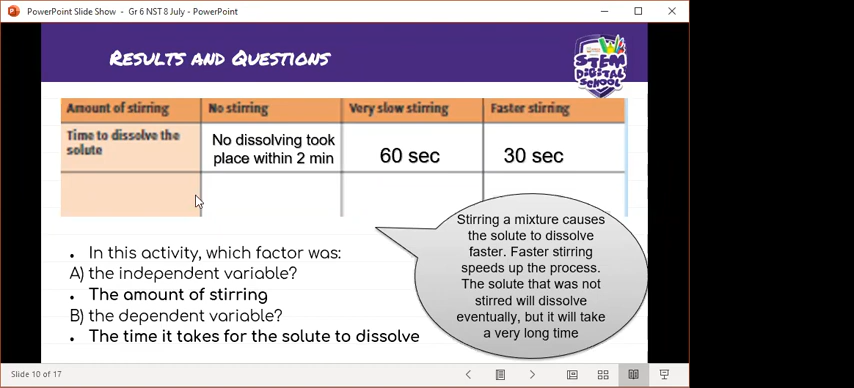 PowerPoint Slide Show - Gr 6 NST 8 July - PowerPoint
Results and Questions
STEM
DIGITAL
SCHOOL
Amount of stirring No stirring Very slow stirring Faster stirring
Time to dissolve the
solute
No dissolving took
place within 2 min
60 sec
30 sec
Stirring a mixture causes
the solute to dissolve
faster. Faster stirring
speeds up the process.
The solute that was not
stirred will dissolve
eventually, but it will take
a very long time
• In this activity, which factor was:
A) the independent variable?
• The amount of stirring
B) the dependent variable?
• The time it takes for the solute to dissolve
Slide 10 of 17